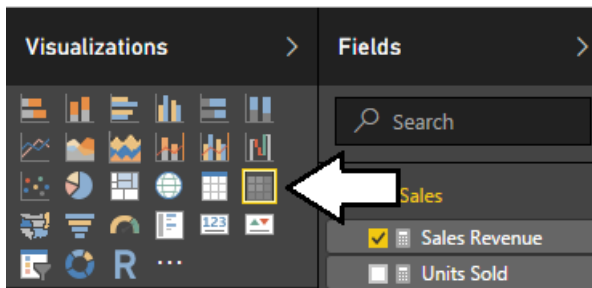 Visualizations
Fields
Search
Sales
123
R
Sales Revenue
Units Sold